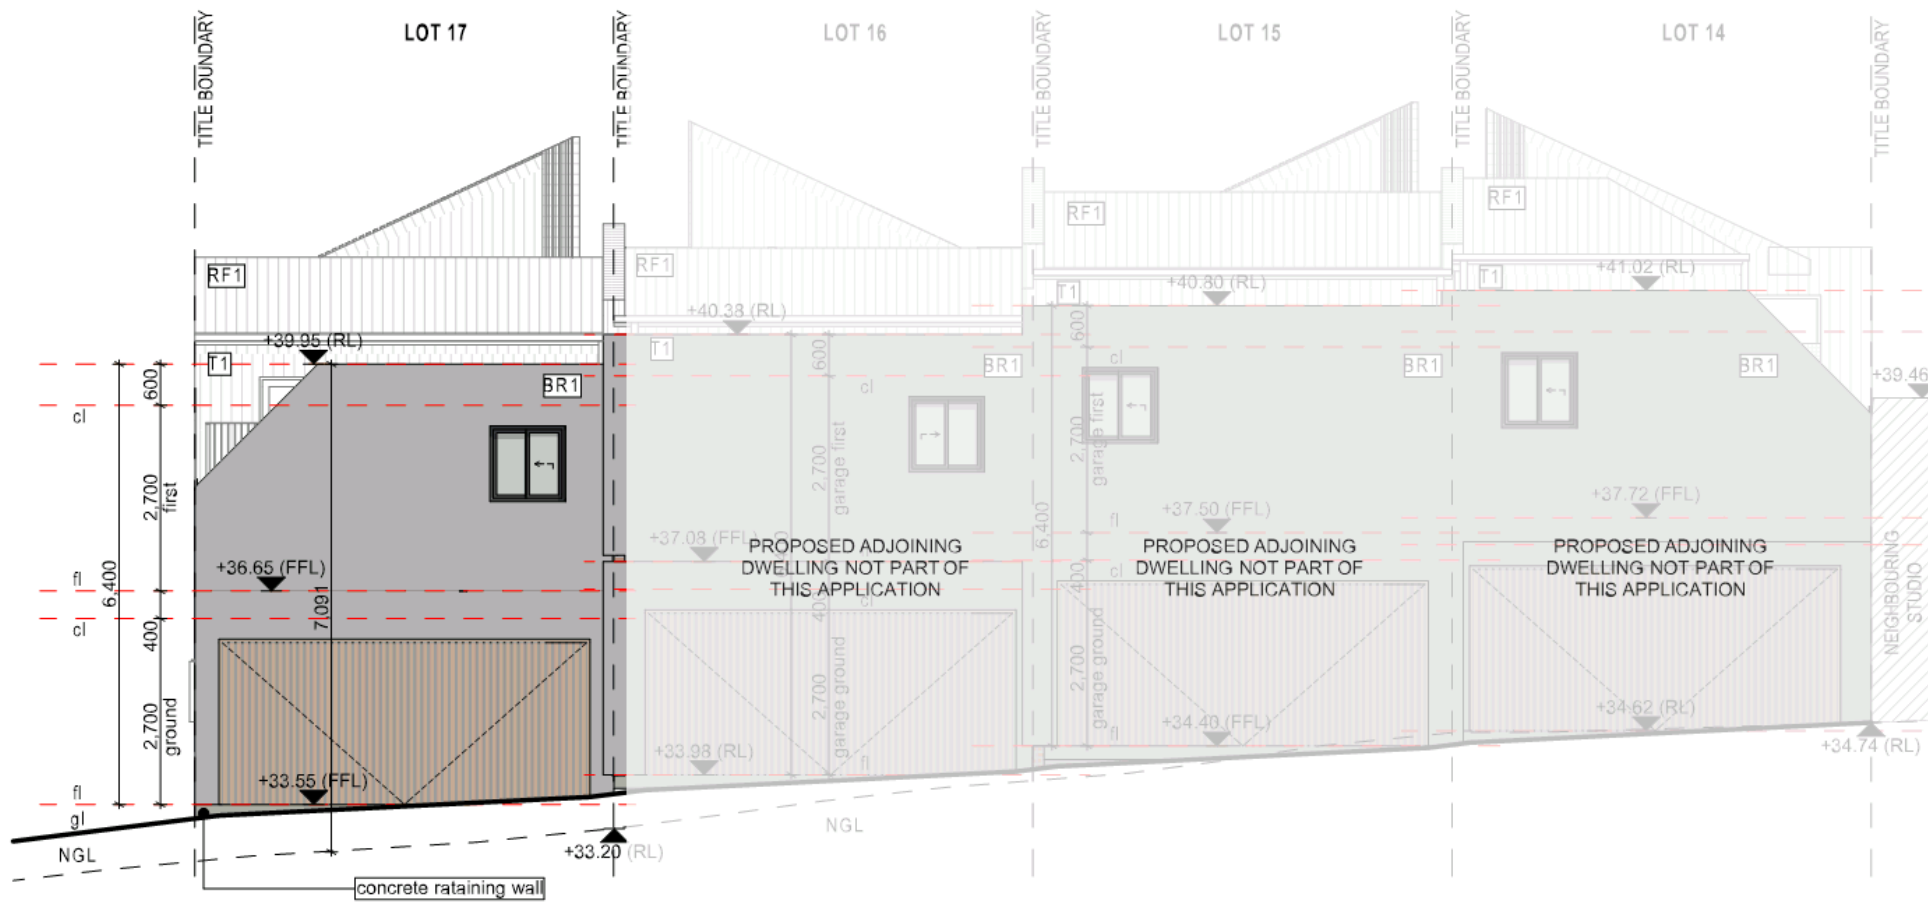 LOT 17
LOT 16
LOT 15
LOT 14
TITLE BOUNDARY
TITLE BOUNDARY
TITLE BOUNDARY
TITLE BOUNDARY
TITLE BOUNDARY
RF1
+39.95 (RL)
T1
BR1
600
cl
2,700
first
+36.65 (FFL)
fl
6,400
7,091
cl
400
2,700
ground
+33.55 (FFL)
fl
gl
NGL
concrete rataining wall
+33.20 (RL)
RF1
+40.38 (RL)
T1
BR1
600
cl
2,700
garage first
+37.08 (FFL)
PROPOSED ADJOINING
DWELLING NOT PART OF
THIS APPLICATION
400
cl
2,700
garage ground
+33.98 (RL)
fl
NGL
RF1
+40.80 (RL)
T1
BR1
600
cl
2,700
garage first
+37.50 (FFL)
fl
6,400
PROPOSED ADJOINING
DWELLING NOT PART OF
THIS APPLICATION
400
cl
2,700
garage ground
+34.40 (FFL)
fl
RF1
T1
+41.02 (RL)
BR1
+37.72 (FFL)
PROPOSED ADJOINING
DWELLING NOT PART OF
THIS APPLICATION
+34.62 (RL)
+39.46
NEIGHBOURING
STUDIO
+34.74 (RL)